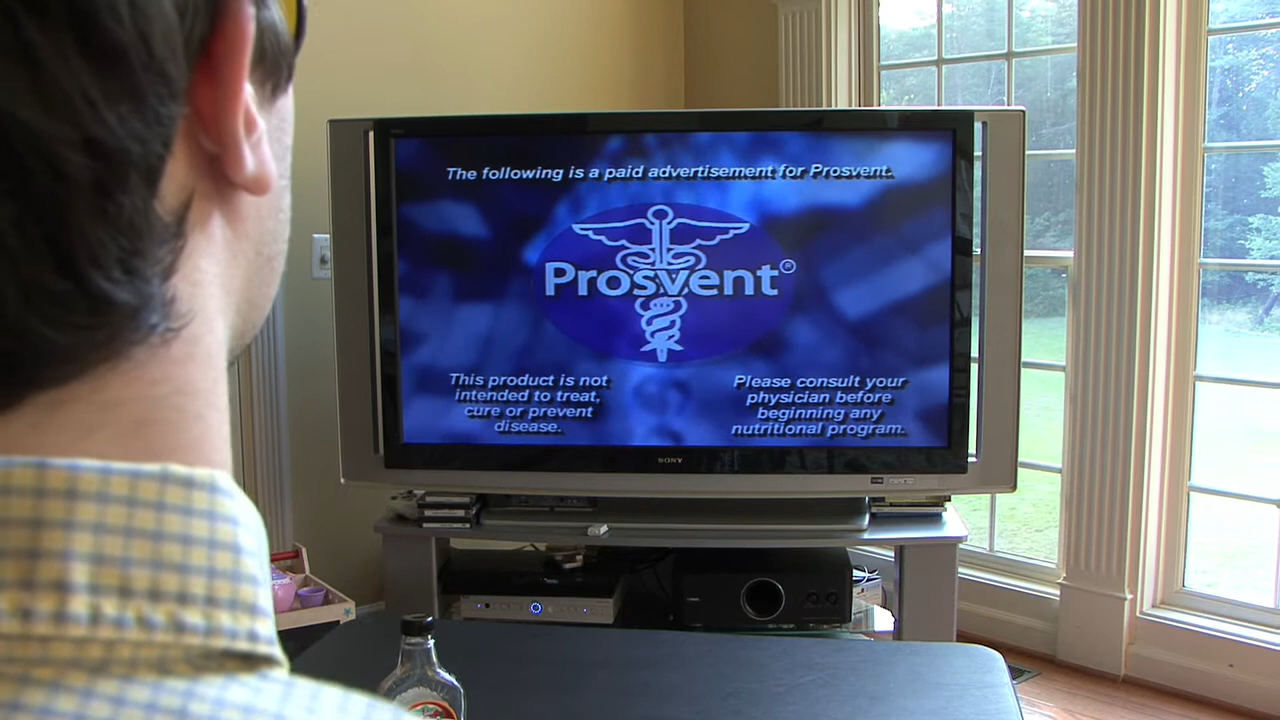 The following is a paid advertisement for Prosvent.
Prosvent®
This product is not
intended to treat,
cure or prevent
disease.
Please consult your
physician before
beginning any
nutritional program.
SONY